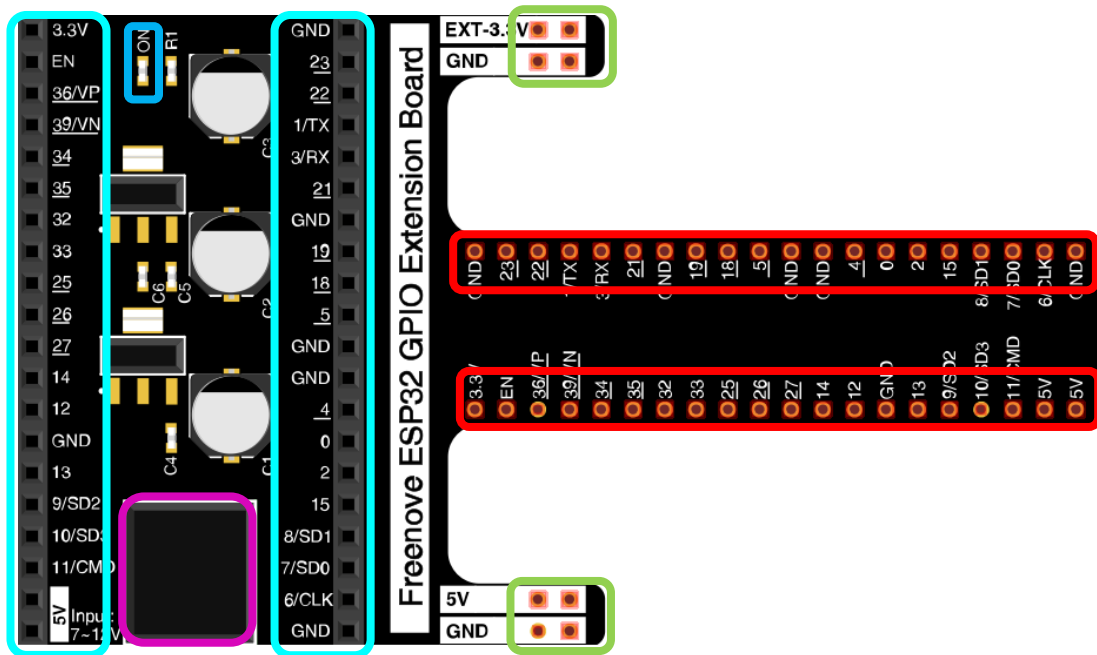 3.3V
EN
36/VP
39/VN
34
35
32
33
25
26
27
14
12
GND
13
9/SD2
10/SD3
11/CMD
5V
Input:
7~12V
ON
R1
C3
C6
C5
C2
C4
C1
GND
23
22
1/TX
3/RX
21
GND
19
18
5
GND
GND
4
0
2
15
8/SD1
7/SD0
6/CLK
GND
Freenove ESP32 GPIO Extension Board
EXT-3.3V
GND
GND 23 22 1/TX 3/RX 21 GND 19 18 5 GND GND 4 0 2 15 8/SD1 7/SD0 6/CLK GND
3.3V EN 36/VP 39/VN 34 35 32 33 25 26 27 14 12 GND 13 9/SD2 10/SD3 11/CMD 5V 5V
5V
GND